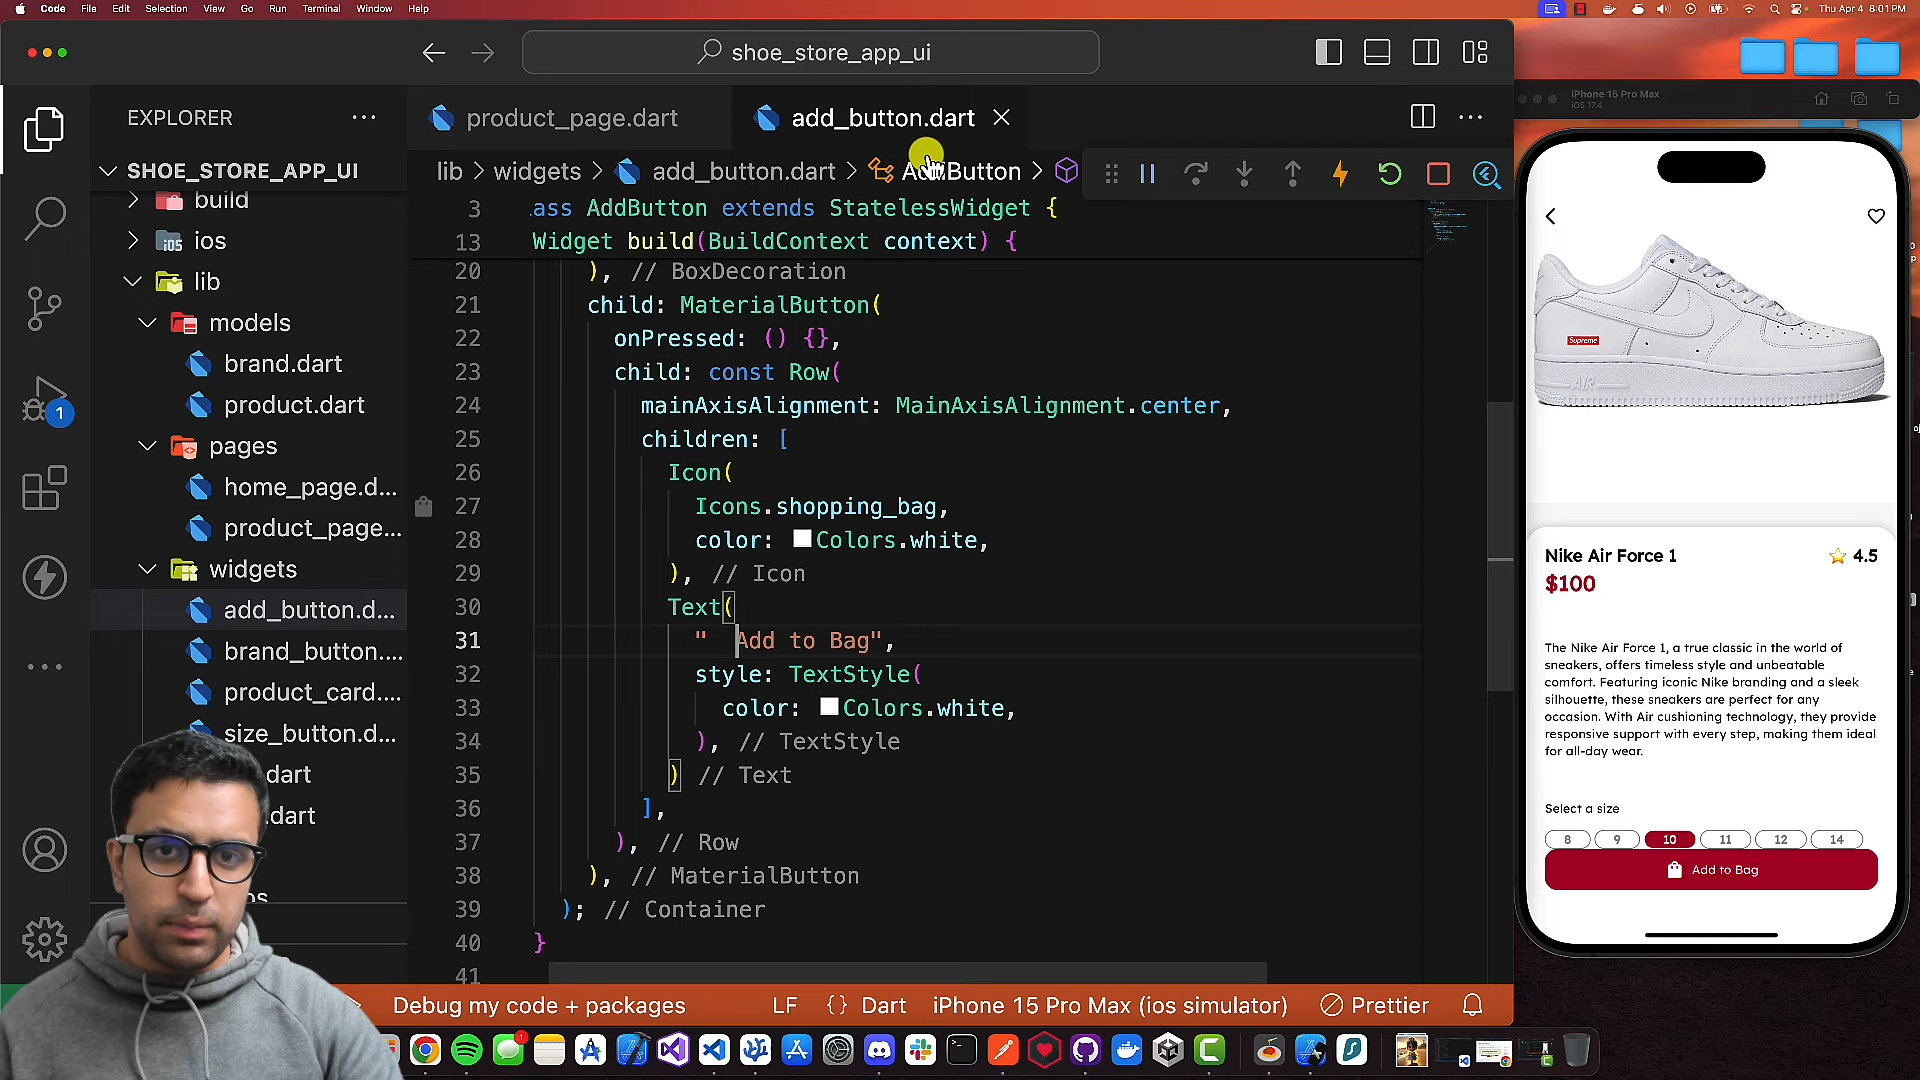 Code File Edit Selection View Go Run Terminal Window Help
Thu Apr 4 8:01 PM
shoe_store_app_ui
EXPLORER
product_page.dart
add_button.dart
SHOE_STORE_APP_UI
lib > widgets > add_button.dart > AddButton >
build
ios
lib
models
brand.dart
product.dart
pages
home_page.d...
product_page...
widgets
add_button.d...
brand_button....
product_card....
size_button.d...
.dart
.dart
1
3 ass AddButton extends StatelessWidget {
13 Widget build(BuildContext context) {
20 ), // BoxDecoration
21 child: MaterialButton(
22 onPressed: () {},
23 child: const Row(
24 mainAxisAlignment: MainAxisAlignment.center,
25 children: [
26 Icon(
27 Icons.shopping_bag,
28 color: Colors.white,
29 ), // Icon
30 Text(
31 "  Add to Bag",
32 style: TextStyle(
33 color: Colors.white,
34 ), // TextStyle
35 ) // Text
36 ],
37 ), // Row
38 ), // MaterialButton
39 ); // Container
40 }
41
Debug my code + packages
LF {} Dart iPhone 15 Pro Max (ios simulator) Prettier
iPhone 15 Pro Max
iOS 17.4
Supreme
AIR
Nike Air Force 1
4.5
$100
The Nike Air Force 1, a true classic in the world of
sneakers, offers timeless style and unbeatable
comfort. Featuring iconic Nike branding and a sleek
silhouette, these sneakers are perfect for any
occasion. With Air cushioning technology, they provide
responsive support with every step, making them ideal
for all-day wear.
Select a size
8 9 10 11 12 14
Add to Bag